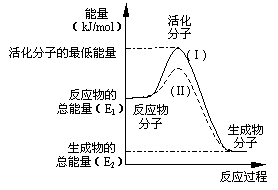 能量
(kJ/mol)
活化
分子
活化分子的最低能量
(Ⅰ)
(Ⅱ)
反应物的
总能量(E₁)
反应物
分子
生成物
分子
生成物的
总能量(E₂)
反应过程